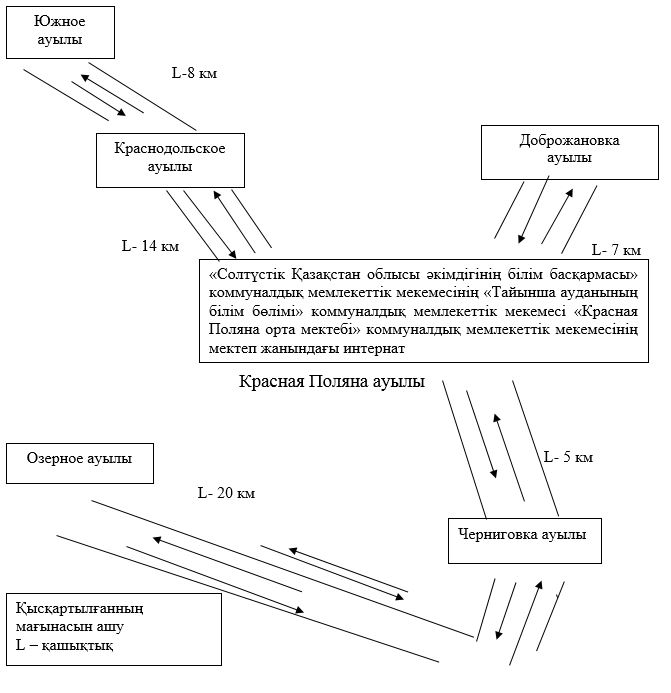 Южное
ауылы
L-8 км
Краснодольское
ауылы
Доброжановка
ауылы
L- 14 км
L- 7 км
«Солтүстік Қазақстан облысы әкімдігінің білім басқармасы»
коммуналдық мемлекеттік мекемесінің «Тайынша ауданының
білім бөлімі» коммуналдық мемлекеттік мекемесі «Красная
Поляна орта мектебі» коммуналдық мемлекеттік мекемесінің
мектеп жанындағы интернат
Красная Поляна ауылы
Озерное ауылы
L- 5 км
L- 20 км
Черниговка ауылы
Қысқартылғанның
мағынасын ашу
L – қашықтық